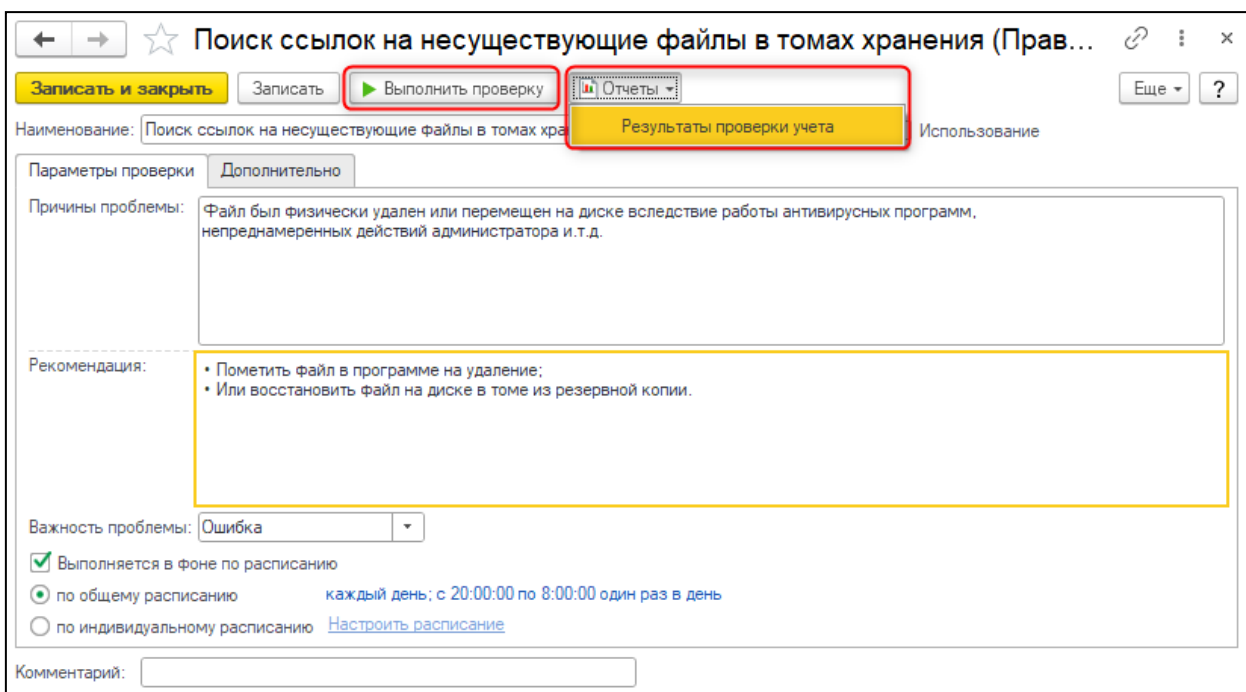 Поиск ссылок на несуществующие файлы в томах хранения (Прав...
Записать и закрыть
Записать
Выполнить проверку
Отчеты
Еще
?
Результаты проверки учета
Наименование: Поиск ссылок на несуществующие файлы в томах хра
Использование
Параметры проверки
Дополнительно
Причины проблемы: Файл был физически удален или перемещен на диске вследствие работы антивирусных программ,
непреднамеренных действий администратора и.т.д.
Рекомендация: • Пометить файл в программе на удаление;
• Или восстановить файл на диске в томе из резервной копии.
Важность проблемы: Ошибка
Выполняется в фоне по расписанию
по общему расписанию каждый день; с 20:00:00 по 8:00:00 один раз в день
по индивидуальному расписанию Настроить расписание
Комментарий: